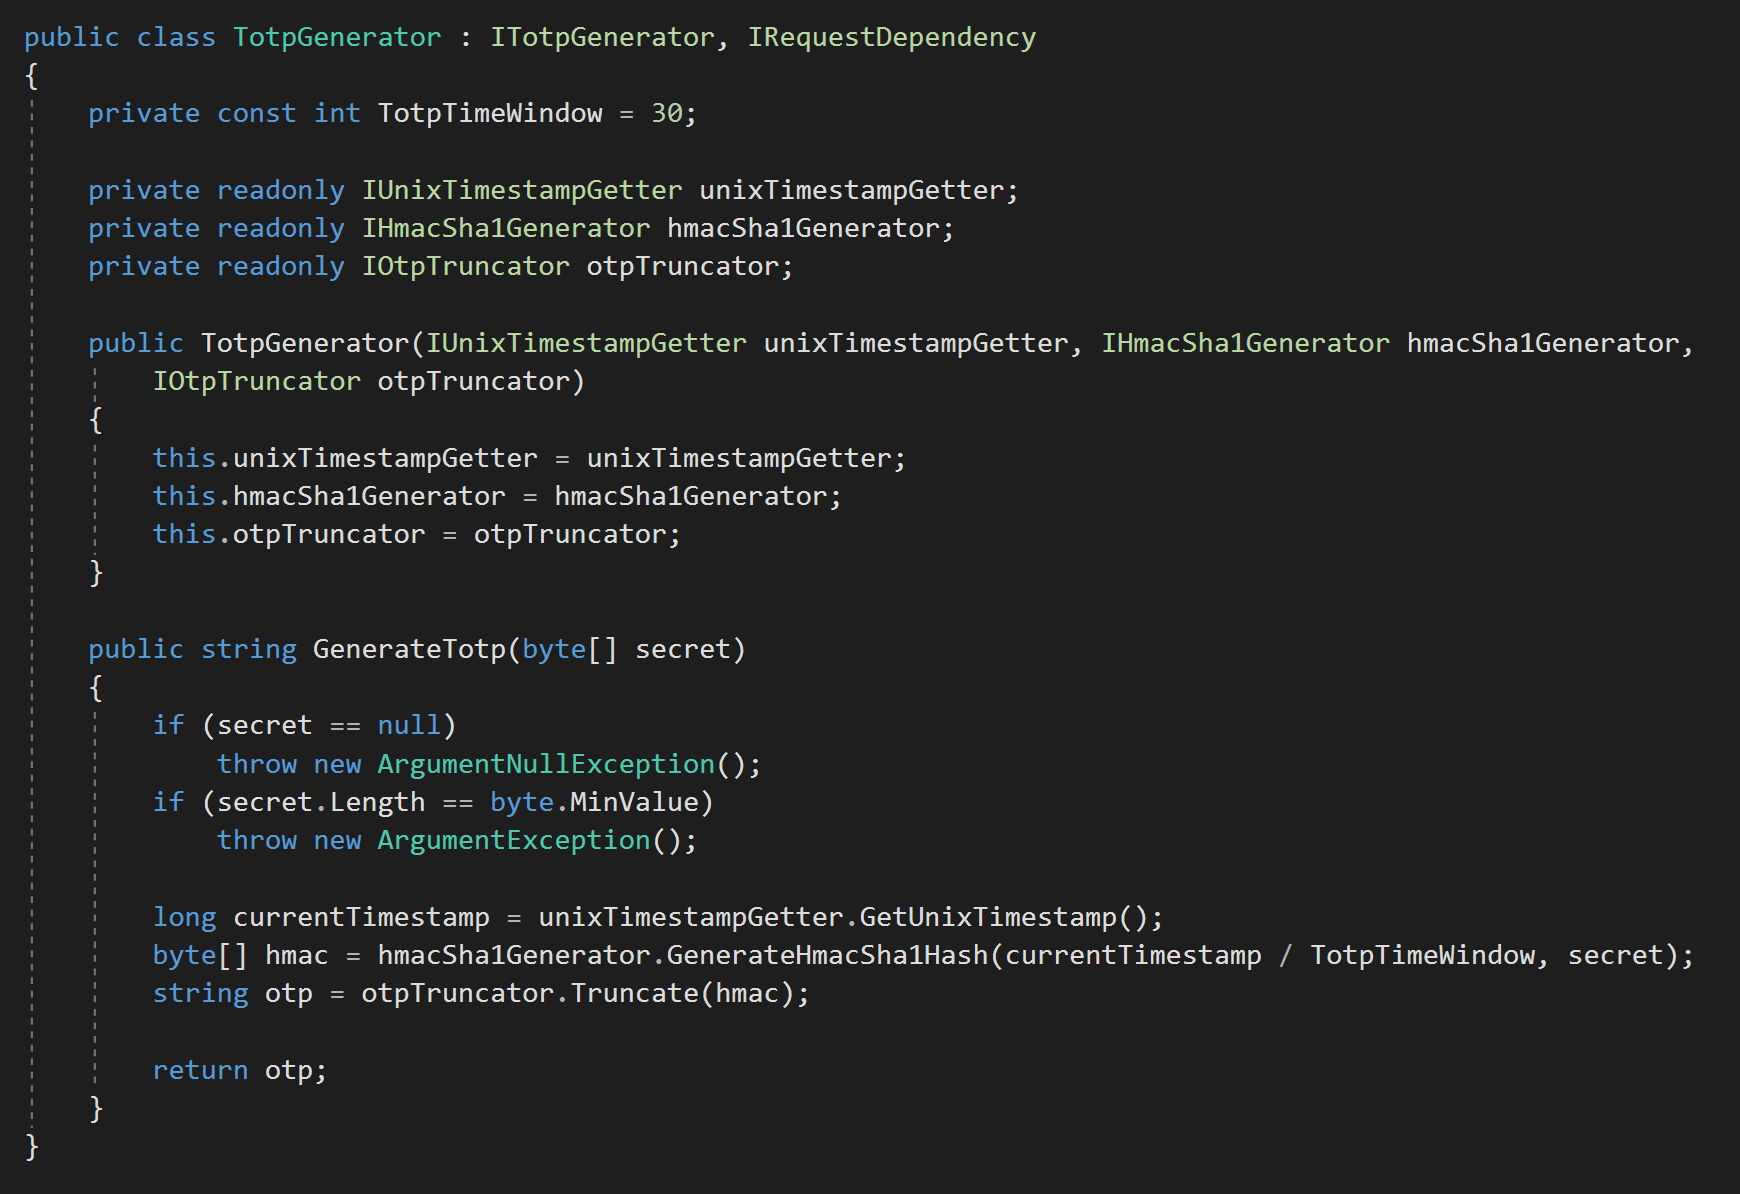 public class TotpGenerator : ITotpGenerator, IRequestDependency
{
    private const int TotpTimeWindow = 30;

    private readonly IUnixTimestampGetter unixTimestampGetter;
    private readonly IHmacSha1Generator hmacSha1Generator;
    private readonly IOtpTruncator otpTruncator;

    public TotpGenerator(IUnixTimestampGetter unixTimestampGetter, IHmacSha1Generator hmacSha1Generator,
        IOtpTruncator otpTruncator)
    {
        this.unixTimestampGetter = unixTimestampGetter;
        this.hmacSha1Generator = hmacSha1Generator;
        this.otpTruncator = otpTruncator;
    }

    public string GenerateTotp(byte[] secret)
    {
        if (secret == null)
            throw new ArgumentNullException();
        if (secret.Length == byte.MinValue)
            throw new ArgumentException();

        long currentTimestamp = unixTimestampGetter.GetUnixTimestamp();
        byte[] hmac = hmacSha1Generator.GenerateHmacSha1Hash(currentTimestamp / TotpTimeWindow, secret);
        string otp = otpTruncator.Truncate(hmac);

        return otp;
    }
}